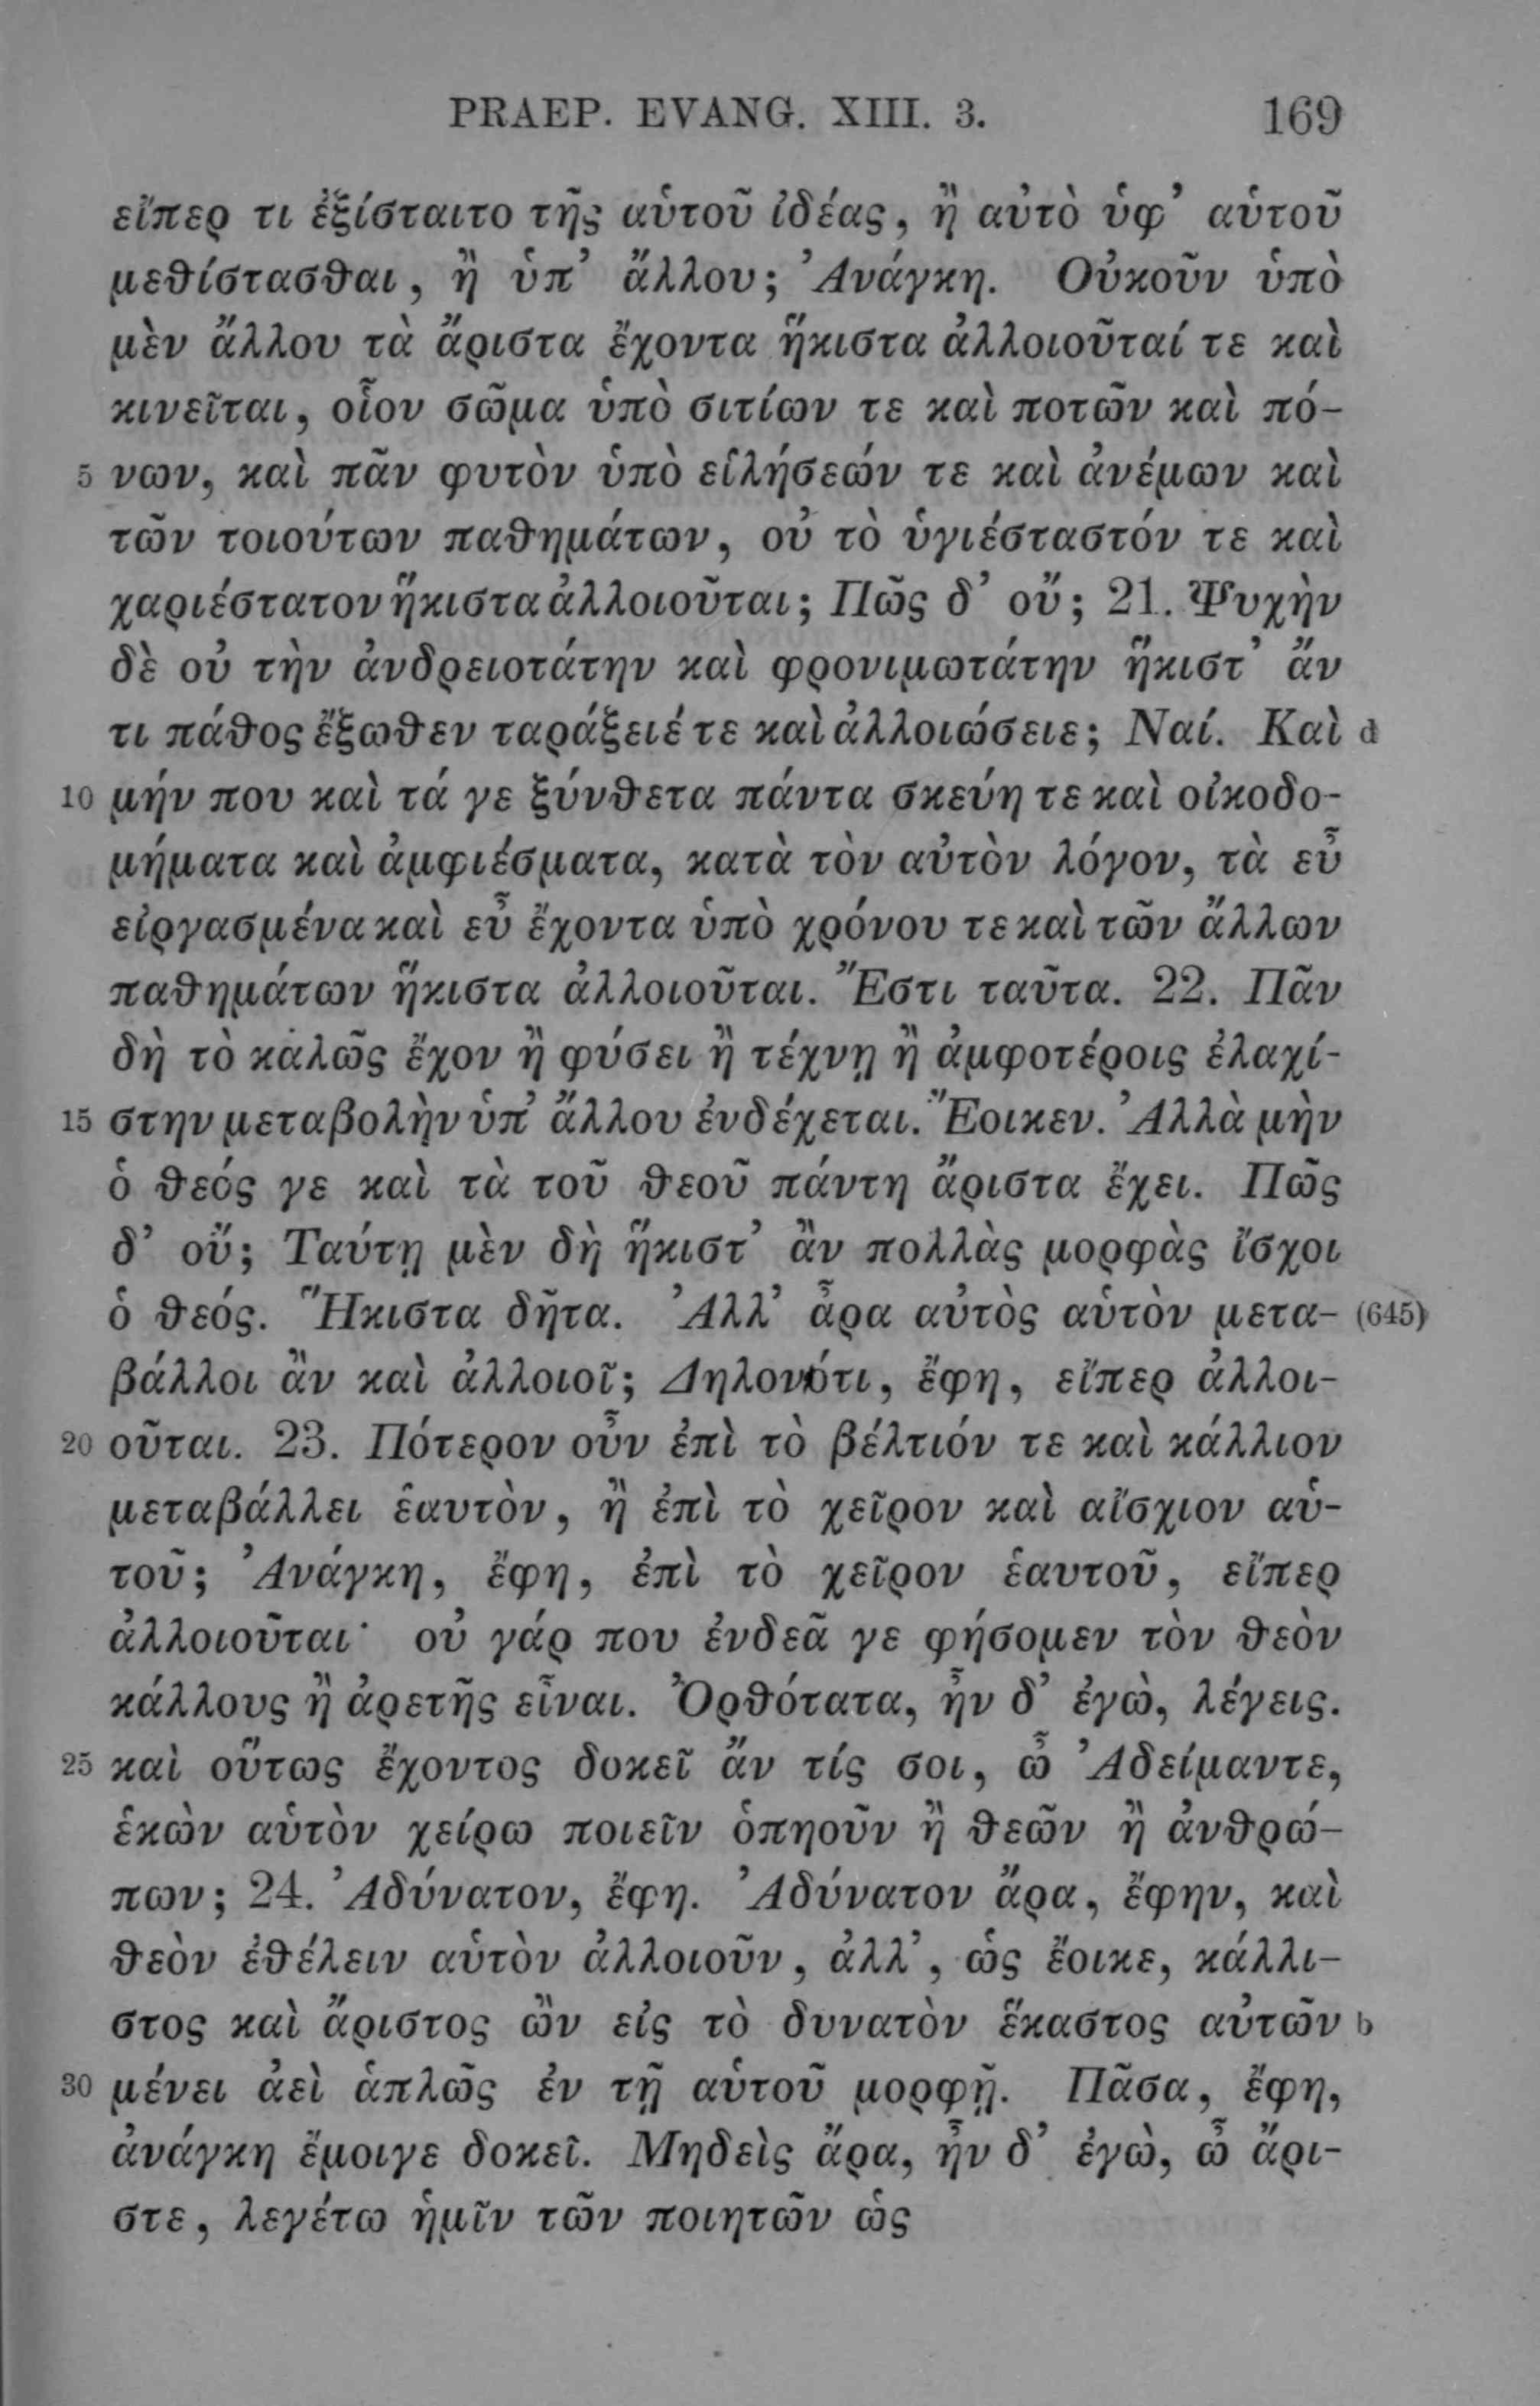 PRAEP. EVANG. XIII. 3. 169
εἴπερ τι ἐξίσταιτο τῆς αὑτοῦ ἰδέας, ἢ αὐτὸ ὑφ’ αὑτοῦ
μεθίστασθαι, ἢ ὑπ’ ἄλλου; Ἀνάγκη. Οὐκοῦν ὑπὸ
μὲν ἄλλου τὰ ἄριστα ἔχοντα ἥκιστα ἀλλοιοῦταί τε καὶ
κινεῖται, οἷον σῶμα ὑπὸ σιτίων τε καὶ ποτῶν καὶ πό-
5 νων, καὶ πᾶν φυτὸν ὑπὸ εἱλήσεών τε καὶ ἀνέμων καὶ
τῶν τοιούτων παθημάτων, οὐ τὸ ὑγιέσταστόν τε καὶ
χαριέστατον ἥκιστα ἀλλοιοῦται; Πῶς δ’ οὔ; 21. Ψυχὴν
δὲ οὐ τὴν ἀνδρειοτάτην καὶ φρονιμωτάτην ἥκιστ’ ἄν
τι πάθος ἔξωθεν ταράξειέ τε καὶ ἀλλοιώσειε; Ναί. Καὶ d
10 μήν που καὶ τά γε ξύνθετα πάντα σκεύη τε καὶ οἰκοδο-
μήματα καὶ ἀμφιέσματα, κατὰ τὸν αὐτὸν λόγον, τὰ εὖ
εἰργασμένα καὶ εὖ ἔχοντα ὑπὸ χρόνου τε καὶ τῶν ἄλλων
παθημάτων ἥκιστα ἀλλοιοῦται. Ἔστι ταῦτα. 22. Πᾶν
δὴ τὸ καλῶς ἔχον ἢ φύσει ἢ τέχνῃ ἢ ἀμφοτέροις ἐλαχί-
15 στην μεταβολὴν ὑπ’ ἄλλου ἐνδέχεται. Ἔοικεν. Ἀλλὰ μὴν
ὁ θεός γε καὶ τὰ τοῦ θεοῦ πάντη ἄριστα ἔχει. Πῶς
δ’ οὔ; Ταύτῃ μὲν δὴ ἥκιστ’ ἂν πολλὰς μορφὰς ἴσχοι
ὁ θεός. Ἥκιστα δῆτα. Ἀλλ’ ἆρα αὐτὸς αὑτὸν μετα- (645)
βάλλοι ἂν καὶ ἀλλοιοῖ; Δηλονότι, ἔφη, εἴπερ ἀλλοι-
20 οῦται. 23. Πότερον οὖν ἐπὶ τὸ βέλτιόν τε καὶ κάλλιον
μεταβάλλει ἑαυτὸν, ἢ ἐπὶ τὸ χεῖρον καὶ αἴσχιον αὑ-
τοῦ; Ἀνάγκη, ἔφη, ἐπὶ τὸ χεῖρον ἑαυτοῦ, εἴπερ
ἀλλοιοῦται· οὐ γάρ που ἐνδεᾶ γε φήσομεν τὸν θεὸν
κάλλους ἢ ἀρετῆς εἶναι. Ὀρθότατα, ἦν δ’ ἐγὼ, λέγεις.
25 καὶ οὕτως ἔχοντος δοκεῖ ἄν τίς σοι, ὦ Ἀδείμαντε,
ἑκὼν αὑτὸν χείρω ποιεῖν ὁπηοῦν ἢ θεῶν ἢ ἀνθρώ-
πων; 24. Ἀδύνατον, ἔφη. Ἀδύνατον ἄρα, ἔφην, καὶ
θεὸν ἐθέλειν αὑτὸν ἀλλοιοῦν, ἀλλ’, ὡς ἔοικε, κάλλι-
στος καὶ ἄριστος ὢν εἰς τὸ δυνατὸν ἕκαστος αὐτῶν b
30 μένει ἀεὶ ἁπλῶς ἐν τῇ αὑτοῦ μορφῇ. Πᾶσα, ἔφη,
ἀνάγκη ἔμοιγε δοκεῖ. Μηδεὶς ἄρα, ἦν δ’ ἐγὼ, ὦ ἄρι-
στε, λεγέτω ἡμῖν τῶν ποιητῶν ὡς